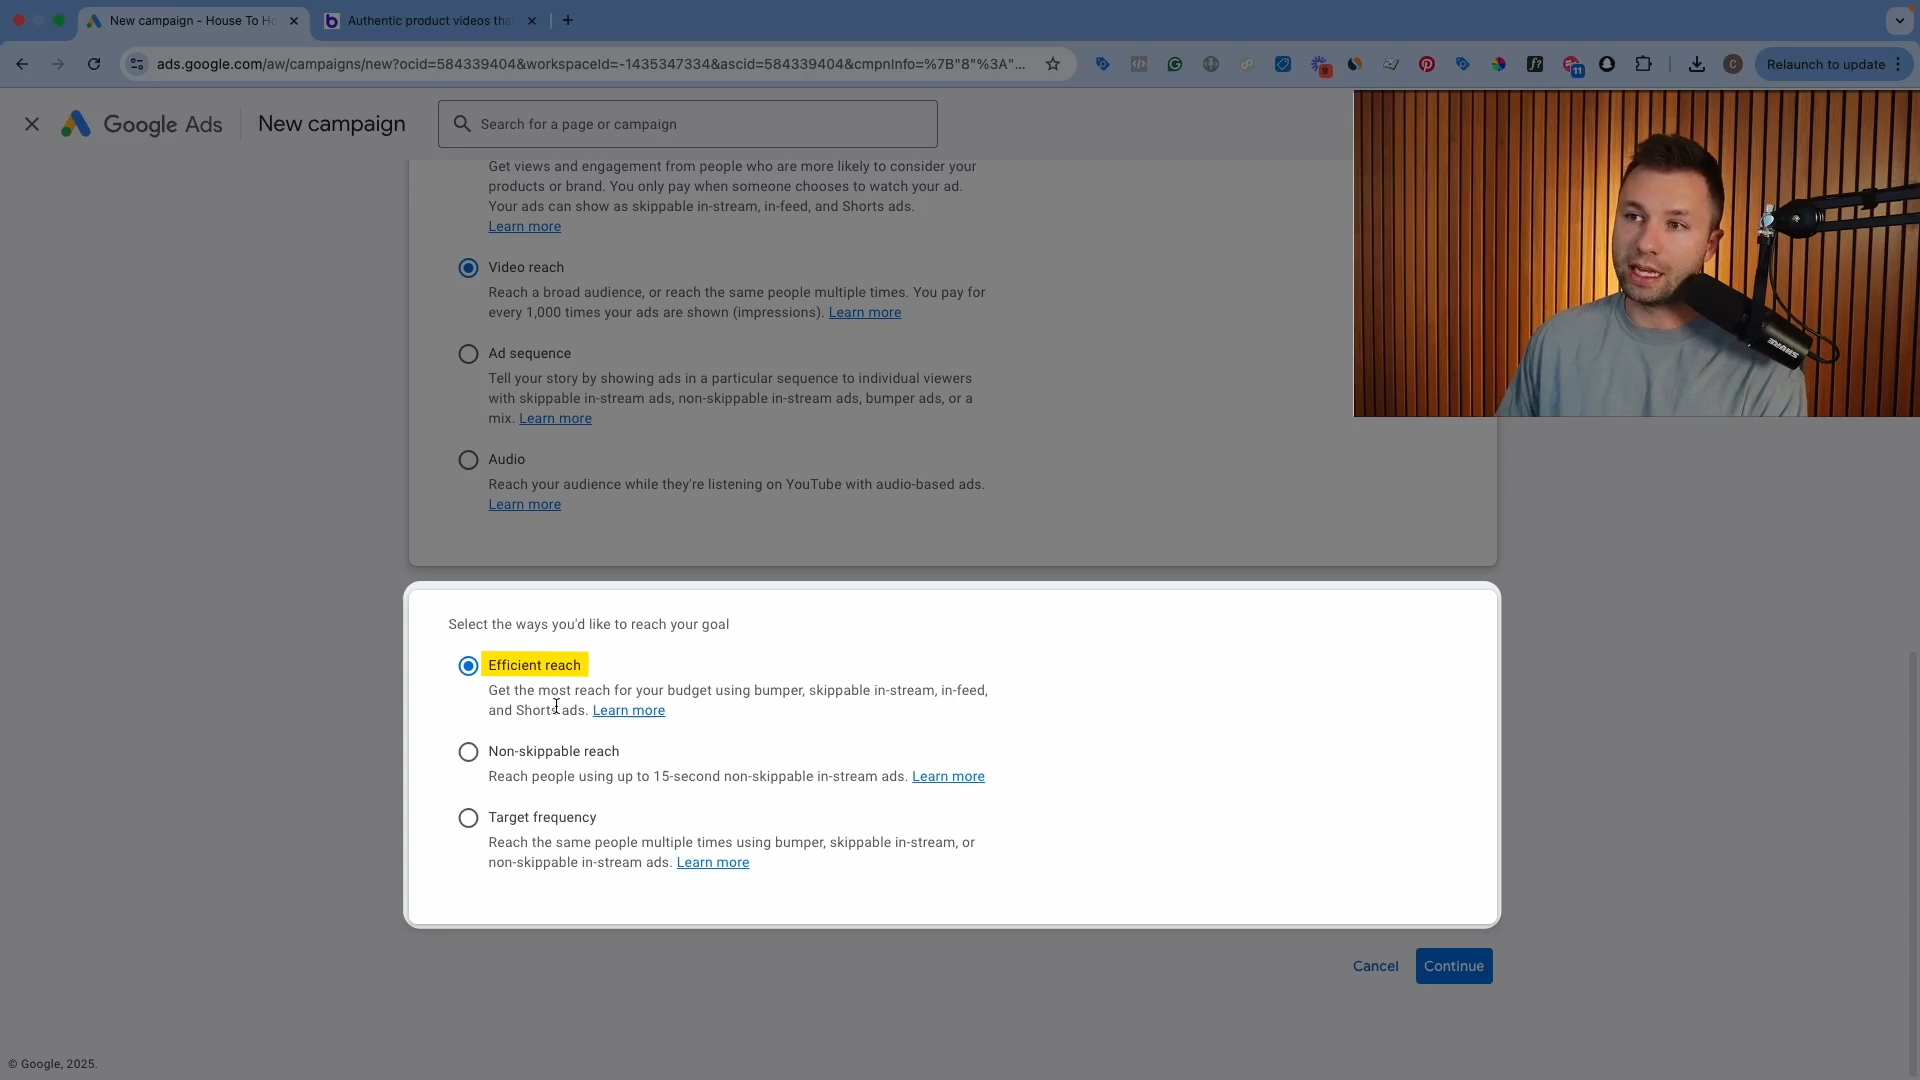 New campaign - House To Ho
Authentic product videos tha
ads.google.com/aw/campaigns/new?ocid=584339404&workspaceId=-1435347334&ascid=584339404&cmpnInfo=%7B"8"%3A"...
9
f?
11
C
Relaunch to update
Google Ads
New campaign
Search for a page or campaign
Get views and engagement from people who are more likely to consider your
products or brand. You only pay when someone chooses to watch your ad.
Your ads can show as skippable in-stream, in-feed, and Shorts ads.
Learn more
Video reach
Reach a broad audience, or reach the same people multiple times. You pay for
every 1,000 times your ads are shown (impressions). Learn more
Ad sequence
Tell your story by showing ads in a particular sequence to individual viewers
with skippable in-stream ads, non-skippable in-stream ads, bumper ads, or a
mix. Learn more
Audio
Reach your audience while they're listening on YouTube with audio-based ads.
Learn more
SHURE
Select the ways you'd like to reach your goal
Efficient reach
Get the most reach for your budget using bumper, skippable in-stream, in-feed,
and Shorts ads. Learn more
Non-skippable reach
Reach people using up to 15-second non-skippable in-stream ads. Learn more
Target frequency
Reach the same people multiple times using bumper, skippable in-stream, or
non-skippable in-stream ads. Learn more
Cancel
Continue
© Google, 2025.